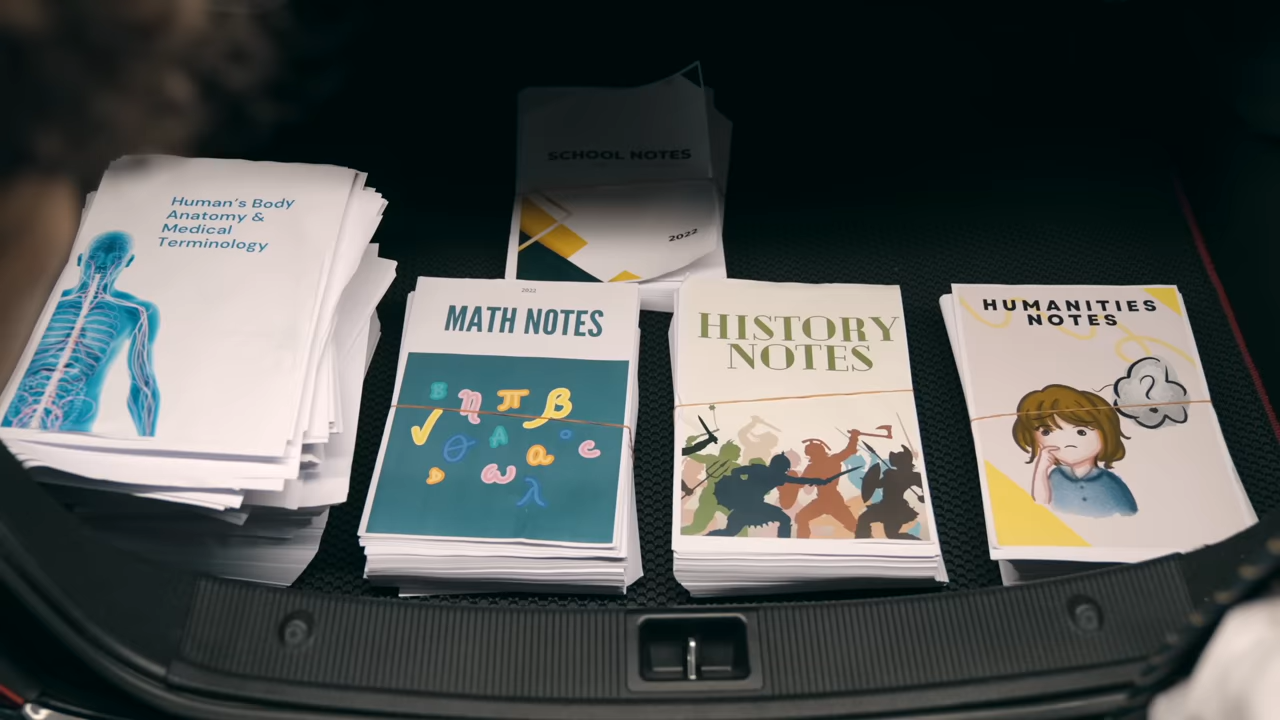 SCHOOL NOTES
2022
Human's Body
Anatomy &
Medical
Terminology
2022
MATH NOTES
B η π β
θ A a c
D ω λ
HISTORY
NOTES
HUMANITIES
NOTES
?